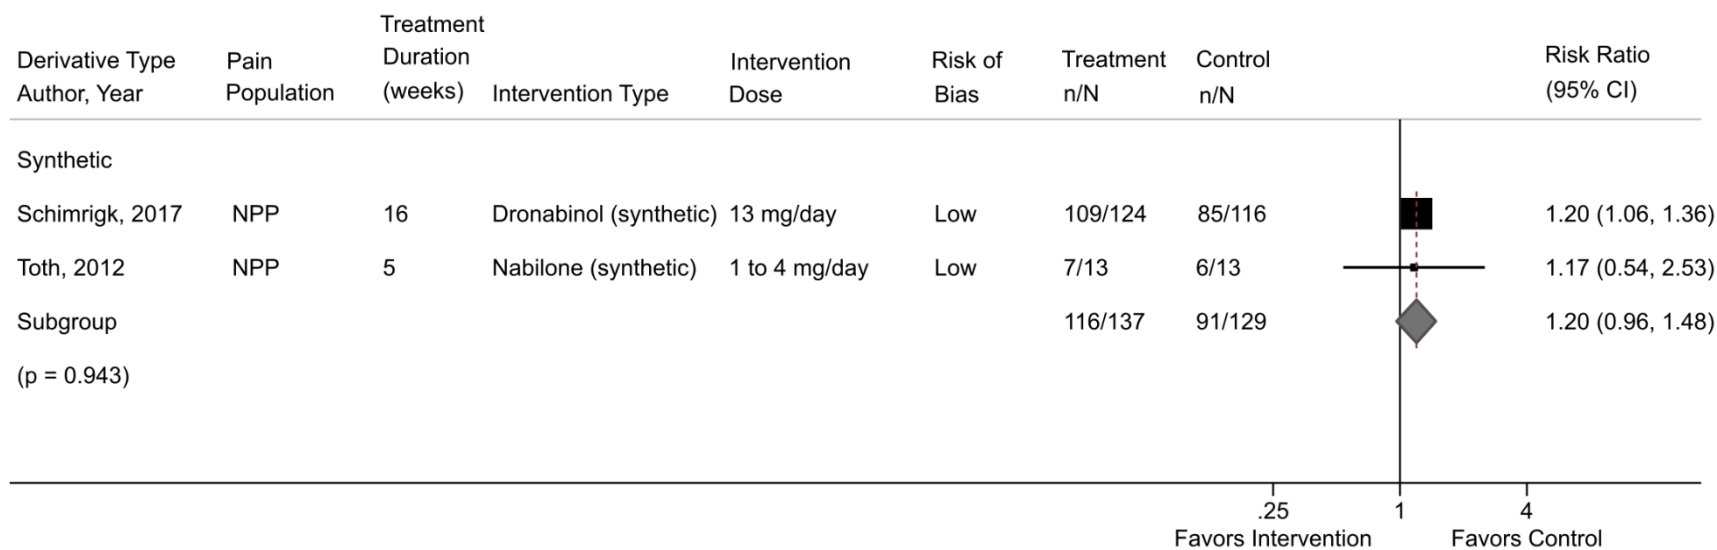 Derivative Type Author, Year
Pain Population
Treatment Duration (weeks)
Intervention Type
Intervention Dose
Risk of Bias
Treatment n/N
Control n/N
Risk Ratio (95% CI)
Synthetic
Schimrigk, 2017 NPP 16 Dronabinol (synthetic) 13 mg/day Low 109/124 85/116 1.20 (1.06, 1.36)
Toth, 2012 NPP 5 Nabilone (synthetic) 1 to 4 mg/day Low 7/13 6/13 1.17 (0.54, 2.53)
Subgroup 116/137 91/129 1.20 (0.96, 1.48)
(p = 0.943)
.25 1 4
Favors Intervention Favors Control